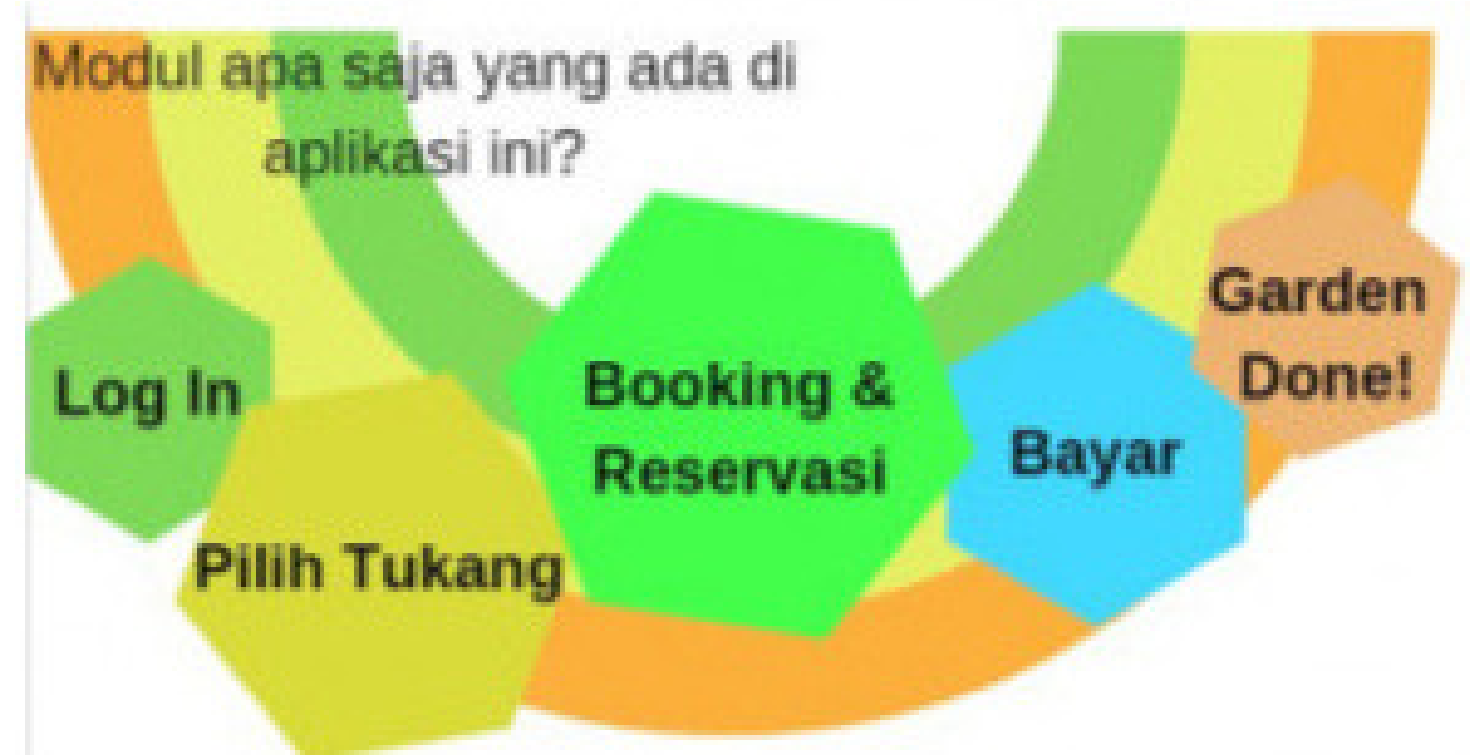 Modul apa saja yang ada di
aplikasi ini?
Log In
Pilih Tukang
Booking &
Reservasi
Bayar
Garden
Done!